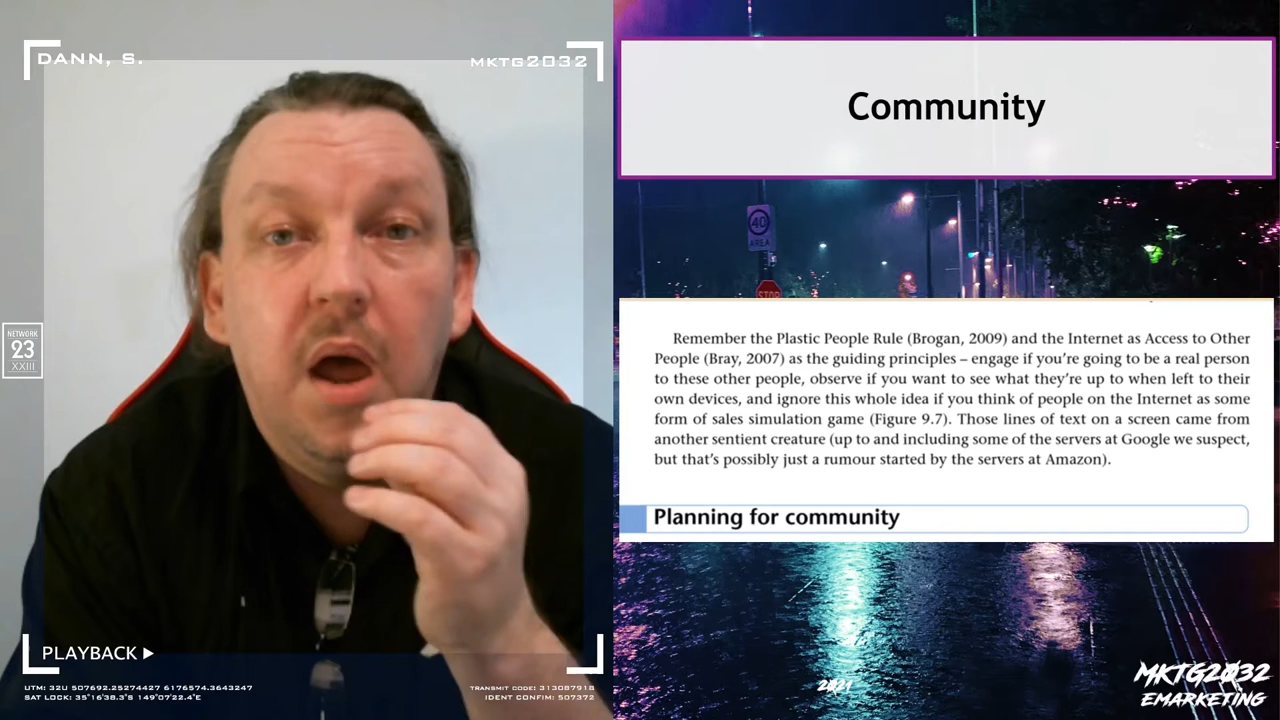 DANN, S.
MKTG2032
NETWORK
23
XXIII
PLAYBACK
UTM: 32U 507692.25274427 6176574.3643247
SAT LOCK: 35°16'38.3"S 149°07'22.4"E
TRANSMIT CODE: 313087918
IDENT CONFIM: 507372
Community
40
AREA
STOP
Remember the Plastic People Rule (Brogan, 2009) and the Internet as Access to Other
People (Bray, 2007) as the guiding principles – engage if you're going to be a real person
to these other people, observe if you want to see what they're up to when left to their
own devices, and ignore this whole idea if you think of people on the Internet as some
form of sales simulation game (Figure 9.7). Those lines of text on a screen came from
another sentient creature (up to and including some of the servers at Google we suspect,
but that's possibly just a rumour started by the servers at Amazon).
Planning for community
2021
MKTG2032
EMARKETING